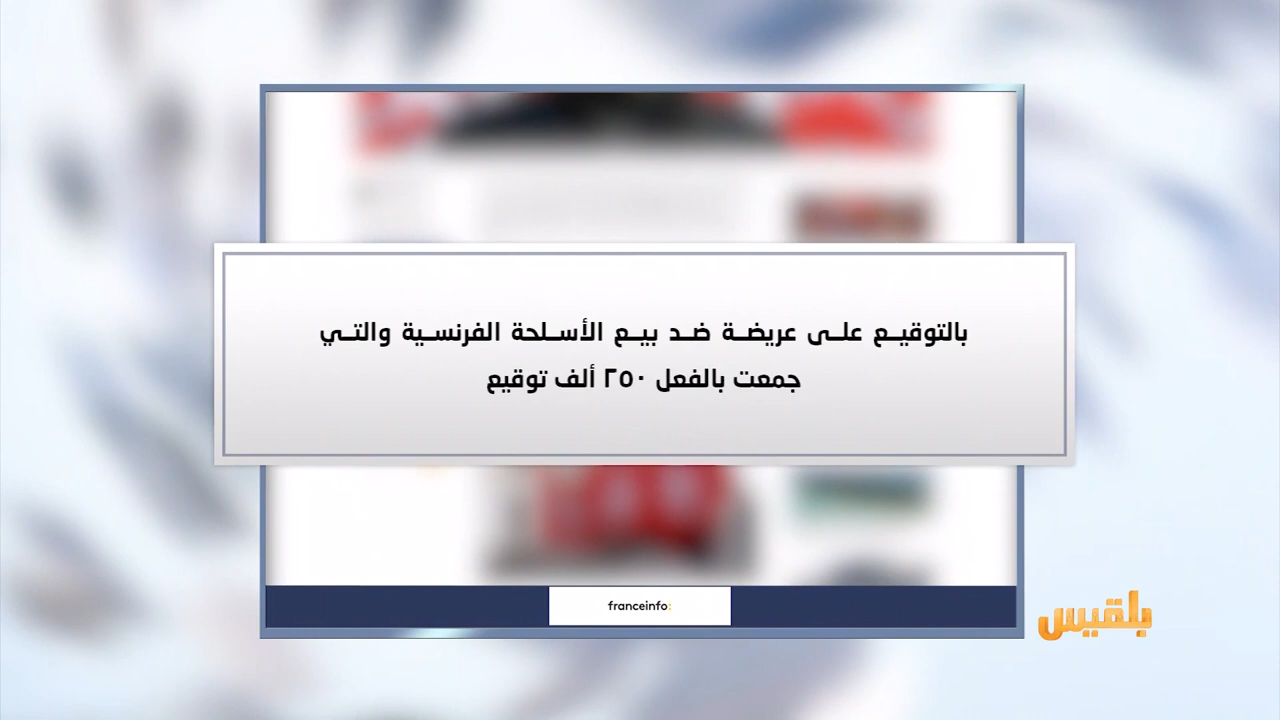 بالتوقيع على عريضة ضد بيع الأسلحة الفرنسية والتي
جمعت بالفعل ٢٥٠ ألف توقيع
franceinfo:
بلقيس